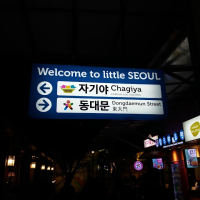 Welcome to little SEOUL
자기야 Chagiya
동대문 Dongdaemun Street
東大門